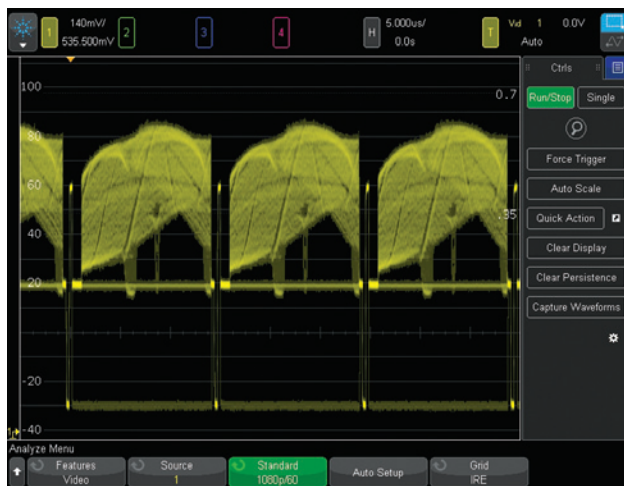 1 140mV/ 535.500mV 2 3 4 H 5.000us/ 0.0s T Vid 1 0.0V Auto
Ctrls
100
0.7
Run/Stop Single
80
Force Trigger
60
Auto Scale
.35
Quick Action
40
Clear Display
20
Clear Persistence
Capture Waveforms
-20
-40
Analyze Menu
Features Source Standard Auto Setup Grid
Video 1 1080p/60 IRE